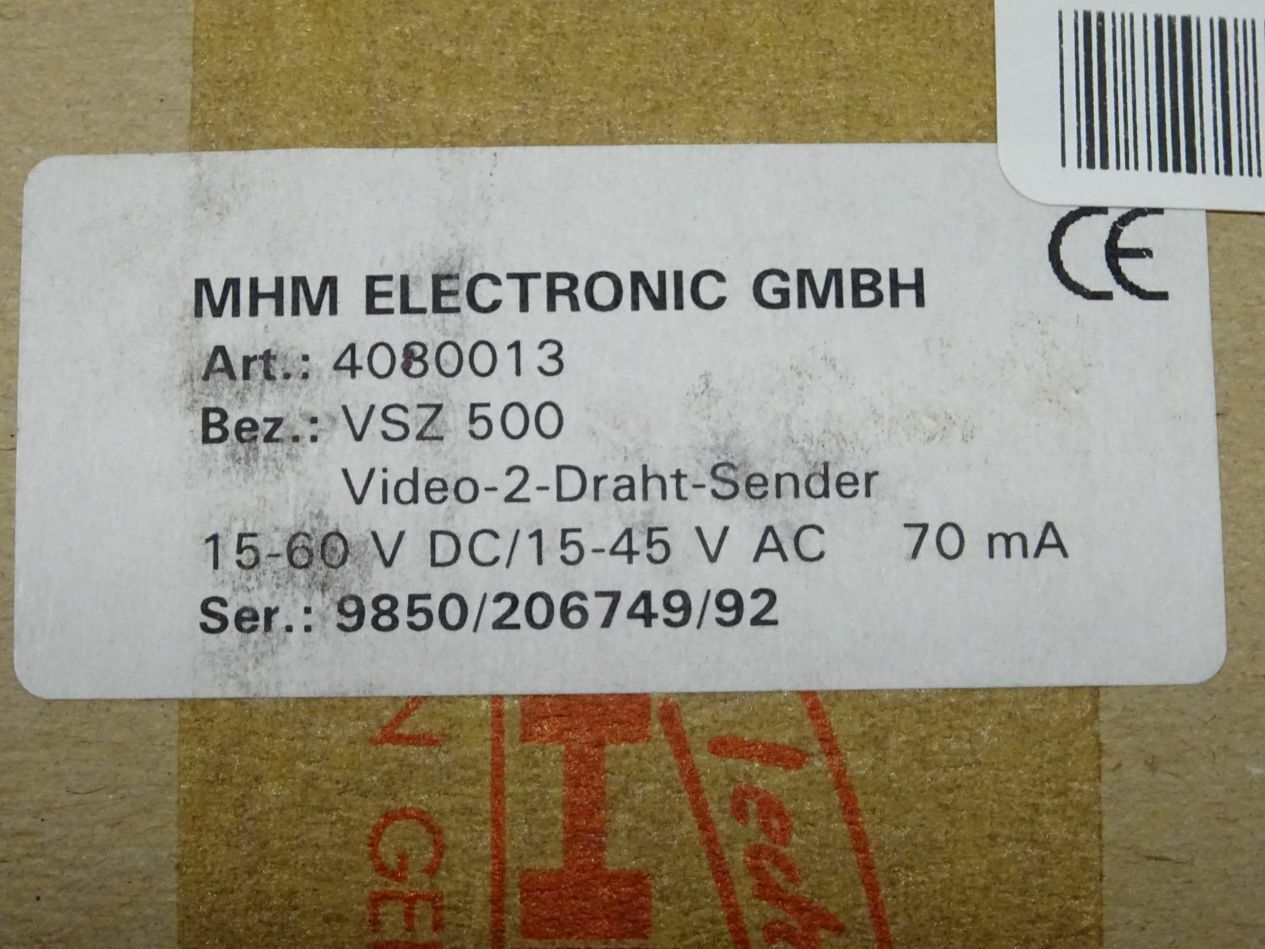 CE
MHM ELECTRONIC GMBH
Art.: 4080013
Bez.: VSZ 500
Video-2-Draht-Sender
15-60 V DC/15-45 V AC 70 mA
Ser.: 9850/206749/92